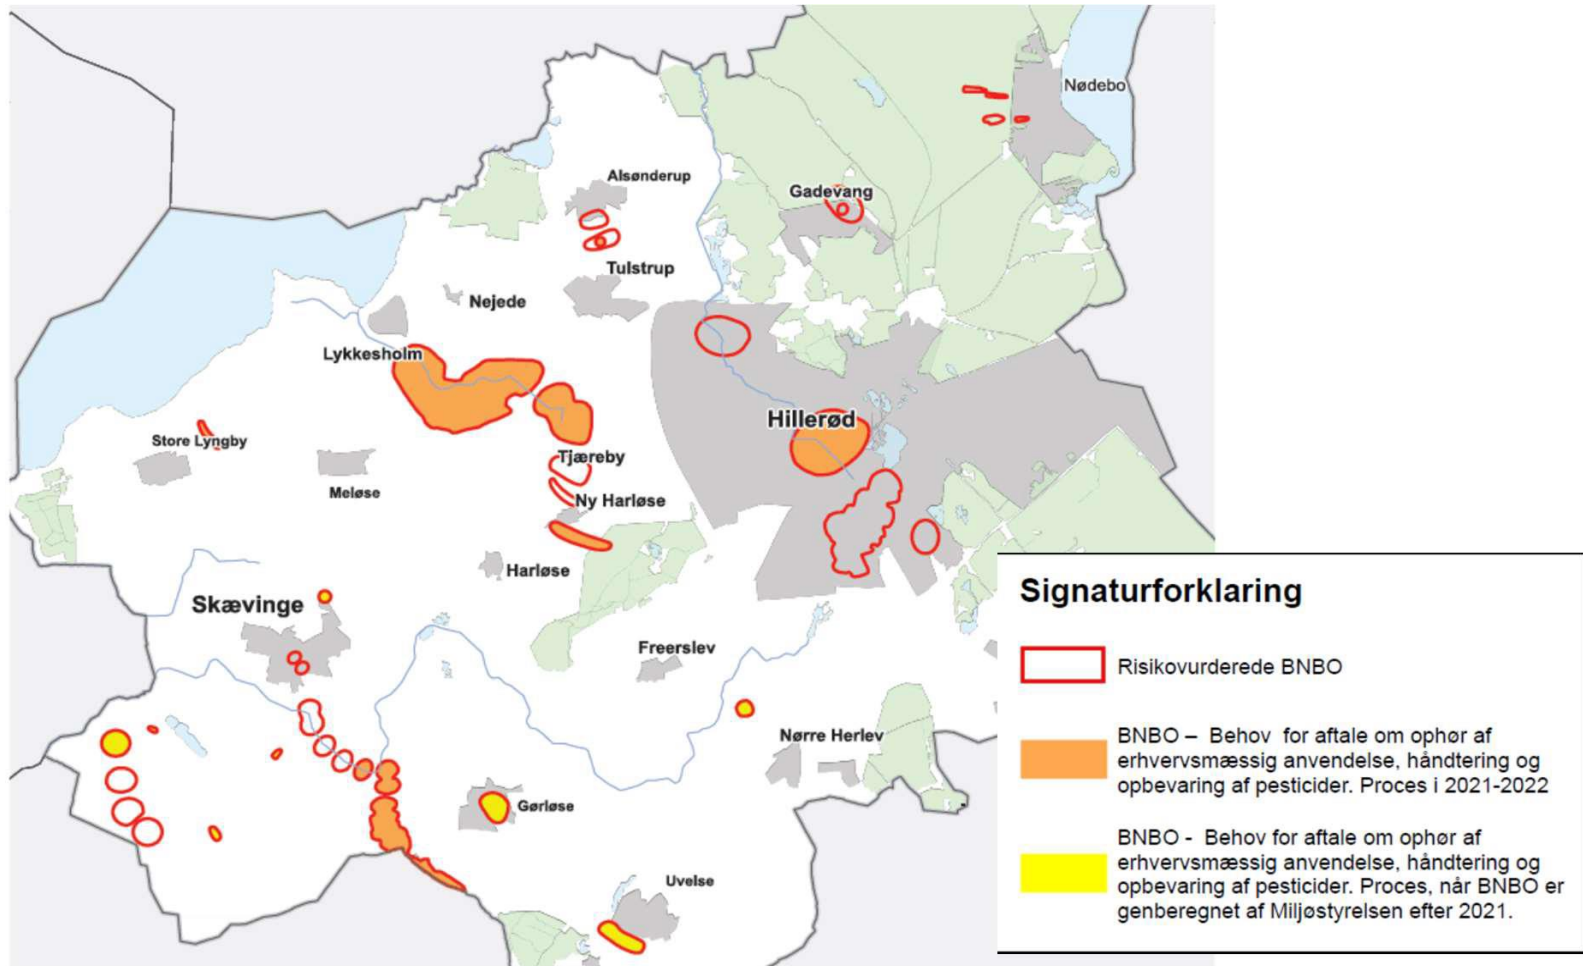 Nødebo
Alsønderup
Gadevang
Tulstrup
Nejede
Lykkesholm
Hillerød
Store Lyngby
Tjæreby
Meløse
Ny Harløse
Harløse
Skævinge
Freerslev
Nørre Herlev
Gørløse
Uvelse
Signaturforklaring
Risikovurderede BNBO
BNBO – Behov for aftale om ophør af
erhvervsmæssig anvendelse, håndtering og
opbevaring af pesticider. Proces i 2021-2022
BNBO - Behov for aftale om ophør af
erhvervsmæssig anvendelse, håndtering og
opbevaring af pesticider. Proces, når BNBO er
genberegnet af Miljøstyrelsen efter 2021.